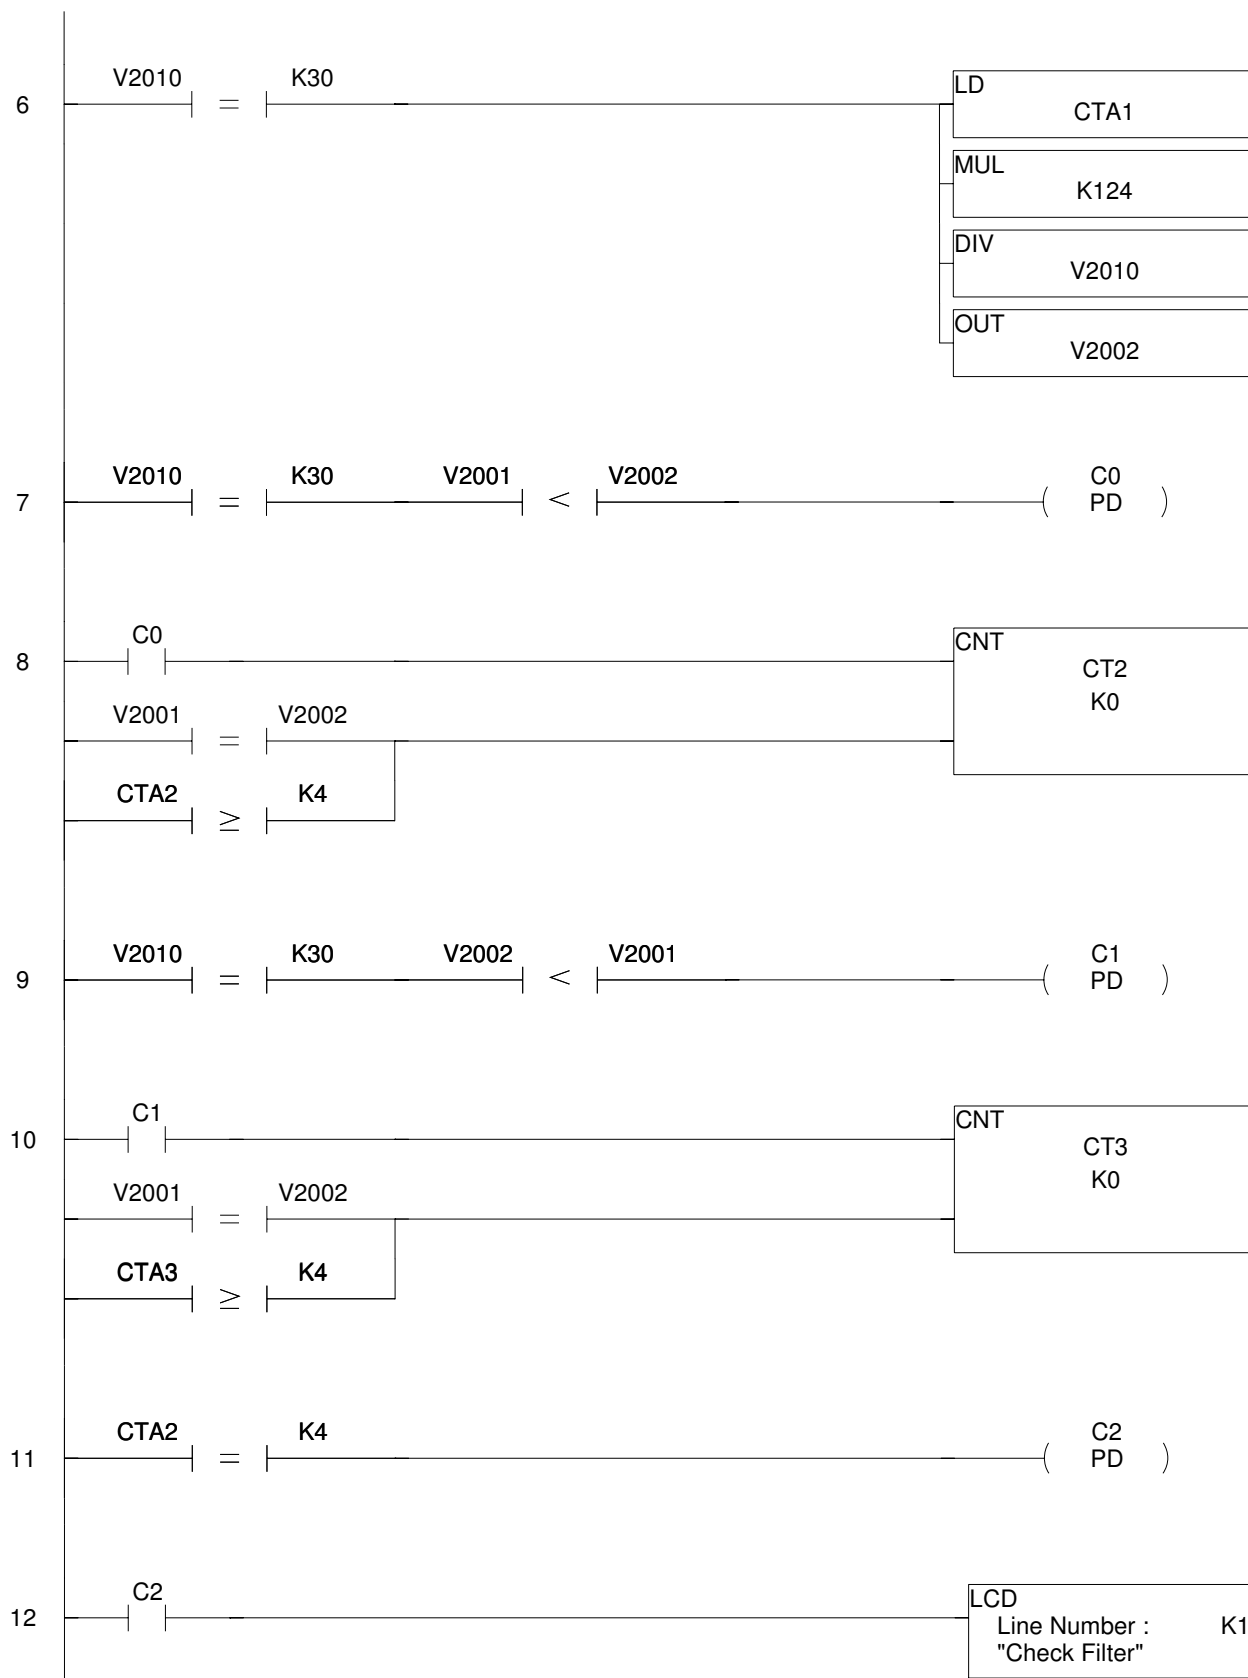 V2010 = K30
6
LD
CTA1
MUL
K124
DIV
V2010
OUT
V2002
V2010 = K30 V2001 < V2002 C0
7 ( PD )
C0
8
CNT
CT2
K0
V2001 = V2002
CTA2 ≥ K4
V2010 = K30 V2002 < V2001 C1
9 ( PD )
C1
10
CNT
CT3
K0
V2001 = V2002
CTA3 ≥ K4
CTA2 = K4 C2
11 ( PD )
C2
12
LCD
Line Number : K1
"Check Filter"